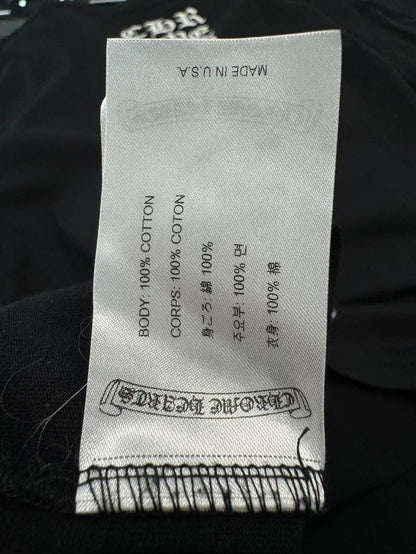 CHR
MADE IN U.S.A.
BODY: 100% COTTON
CORPS: 100% COTON
身ごろ: 綿 100%
주요부: 100% 면
衣身: 100% 棉
CHROME HEARTS